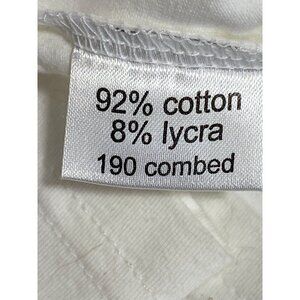 92% cotton
8% lycra
190 combed